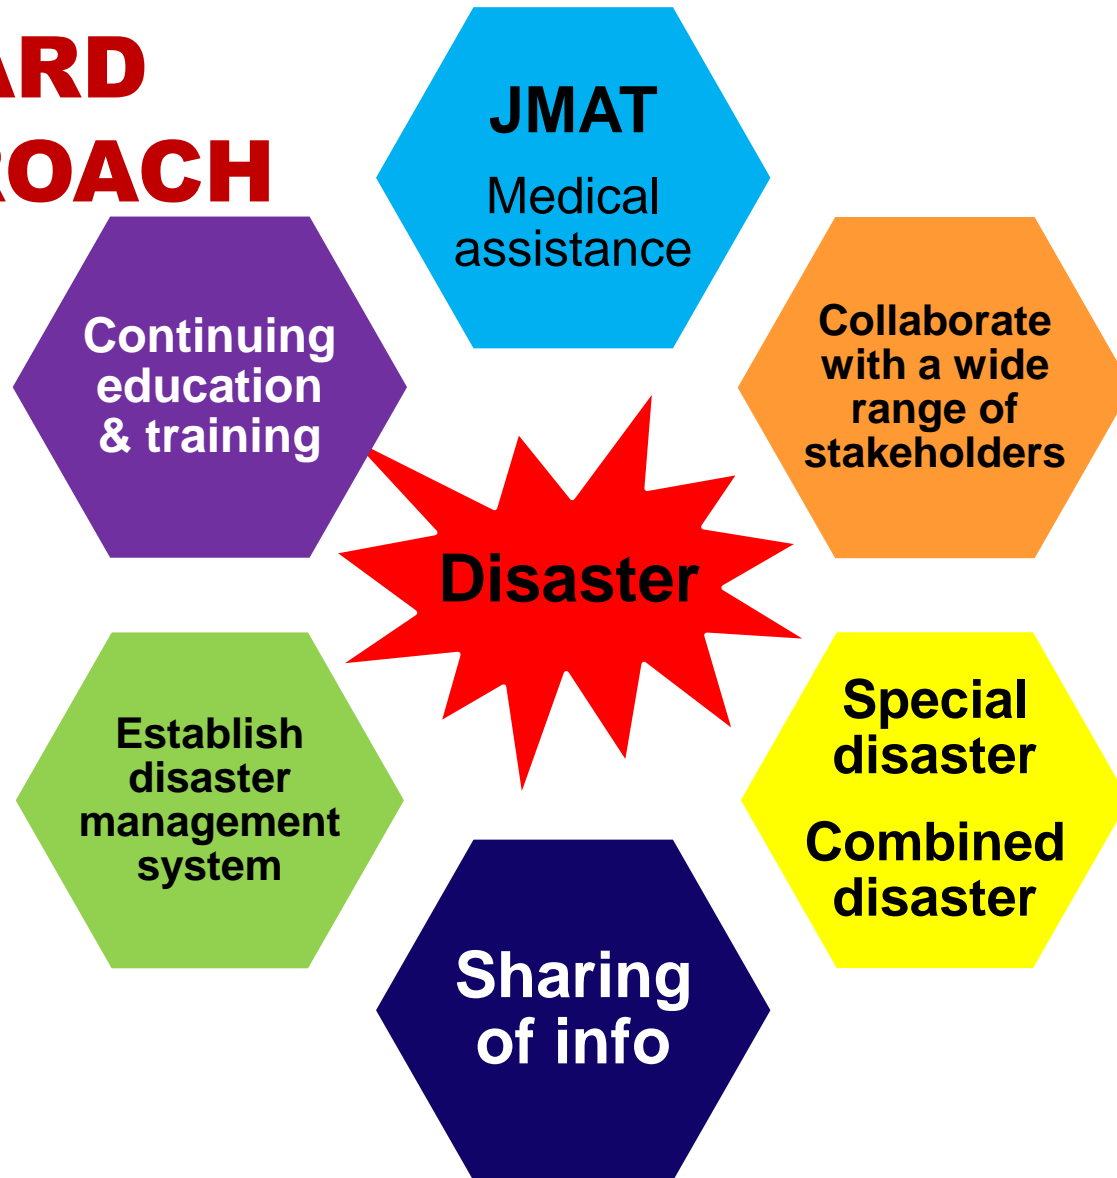 ARD
ROACH
JMAT
Medical
assistance
Continuing
education
& training
Collaborate
with a wide
range of
stakeholders
Disaster
Establish
disaster
management
system
Special
disaster
Combined
disaster
Sharing
of info